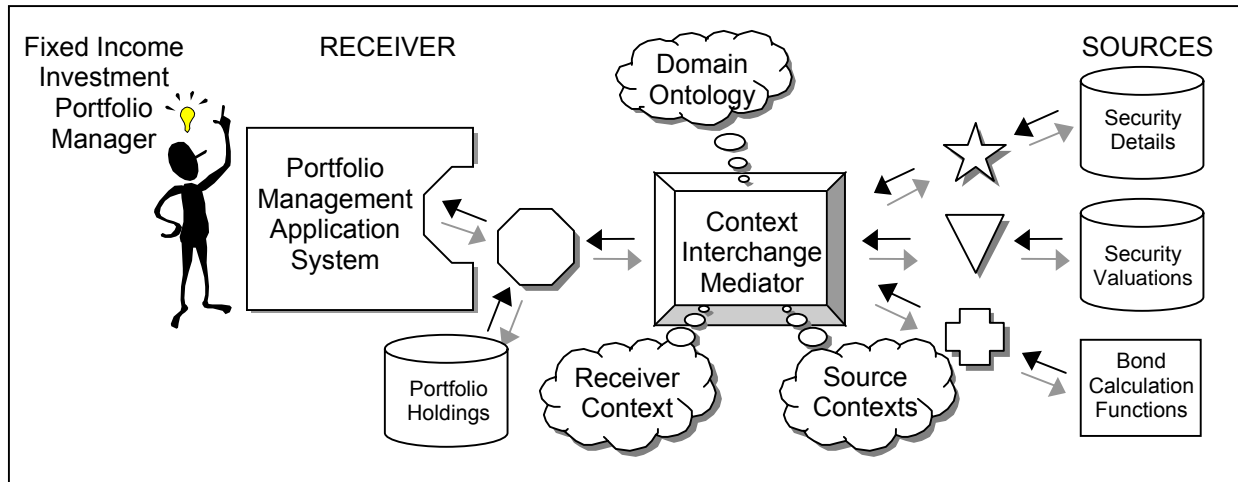 Fixed Income
Investment
Portfolio
Manager
RECEIVER
Portfolio
Management
Application
System
Portfolio
Holdings
Domain
Ontology
Context
Interchange
Mediator
Receiver
Context
Source
Contexts
SOURCES
Security
Details
Security
Valuations
Bond
Calculation
Functions